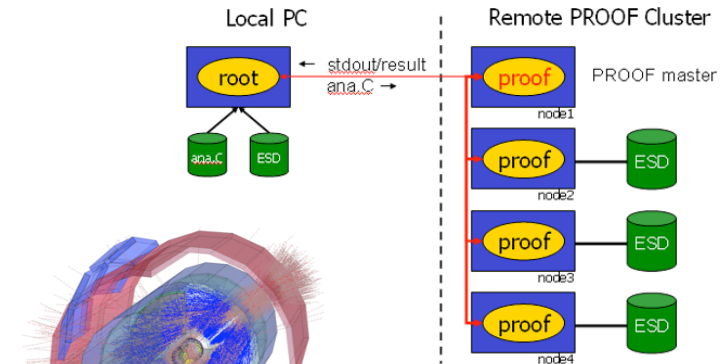 Local PC
Remote PROOF Cluster
root
← stdout/result
ana.C →
proof
PROOF master
node1
ana.C
ESD
proof
ESD
node2
proof
ESD
node3
proof
ESD
node4